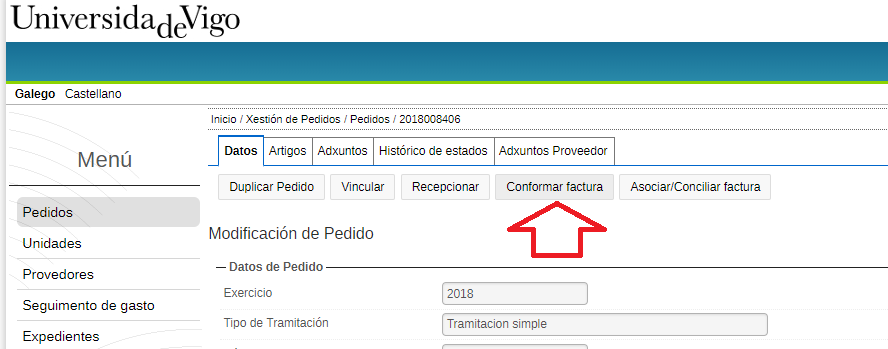 Universidade Vigo
Galego Castellano
Inicio / Xestión de Pedidos / Pedidos / 2018008406
Menú
Datos Artigos Adxuntos Histórico de estados Adxuntos Proveedor
Duplicar Pedido Vincular Recepcionar Conformar factura Asociar/Conciliar factura
Pedidos
Unidades
Provedores
Seguimento de gasto
Expedientes
Modificación de Pedido
Datos de Pedido
Exercicio 2018
Tipo de Tramitación Tramitacion simple